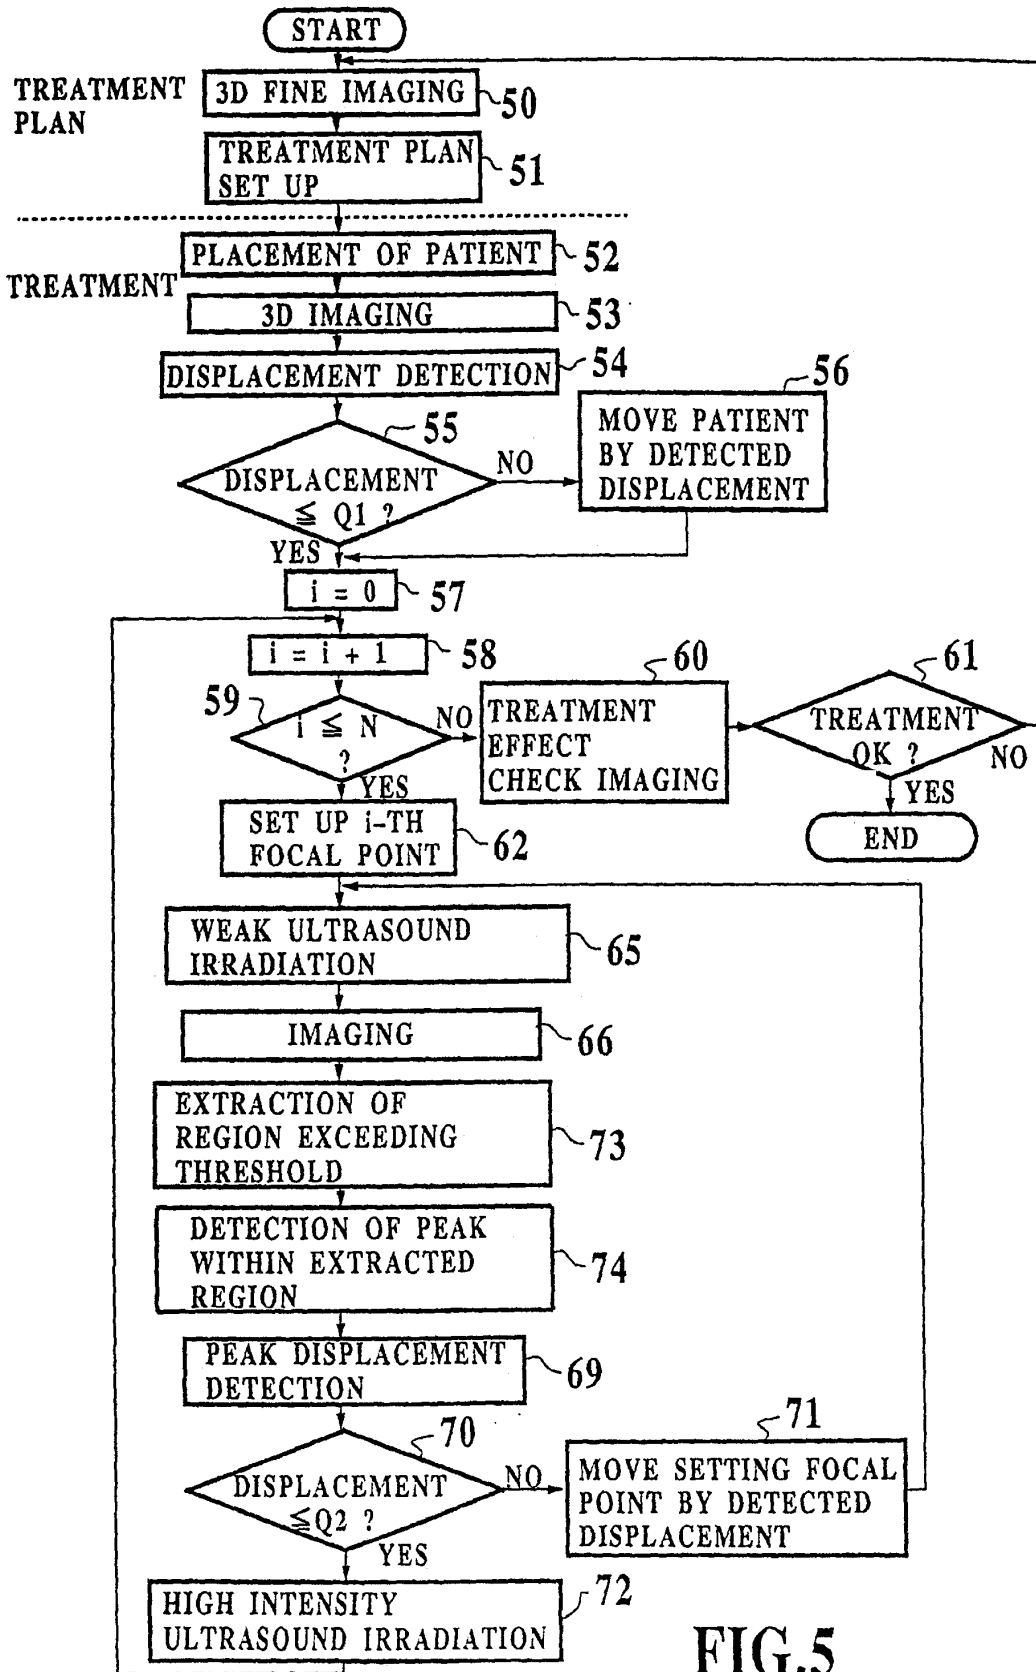 START
TREATMENT
PLAN
3D FINE IMAGING
50
TREATMENT PLAN
SET UP
51
PLACEMENT OF PATIENT
52
TREATMENT
3D IMAGING
53
DISPLACEMENT DETECTION
54
55
DISPLACEMENT
≦ Q1 ?
NO
YES
56
MOVE PATIENT
BY DETECTED
DISPLACEMENT
i = 0
57
i = i + 1
58
59
i ≦ N
?
NO
YES
60
TREATMENT
EFFECT
CHECK IMAGING
61
TREATMENT
OK ?
NO
YES
END
SET UP i-TH
FOCAL POINT
62
WEAK ULTRASOUND
IRRADIATION
65
IMAGING
66
EXTRACTION OF
REGION EXCEEDING
THRESHOLD
73
DETECTION OF PEAK
WITHIN EXTRACTED
REGION
74
PEAK DISPLACEMENT
DETECTION
69
70
DISPLACEMENT
≦Q2 ?
NO
YES
71
MOVE SETTING FOCAL
POINT BY DETECTED
DISPLACEMENT
HIGH INTENSITY
ULTRASOUND IRRADIATION
72
FIG.5